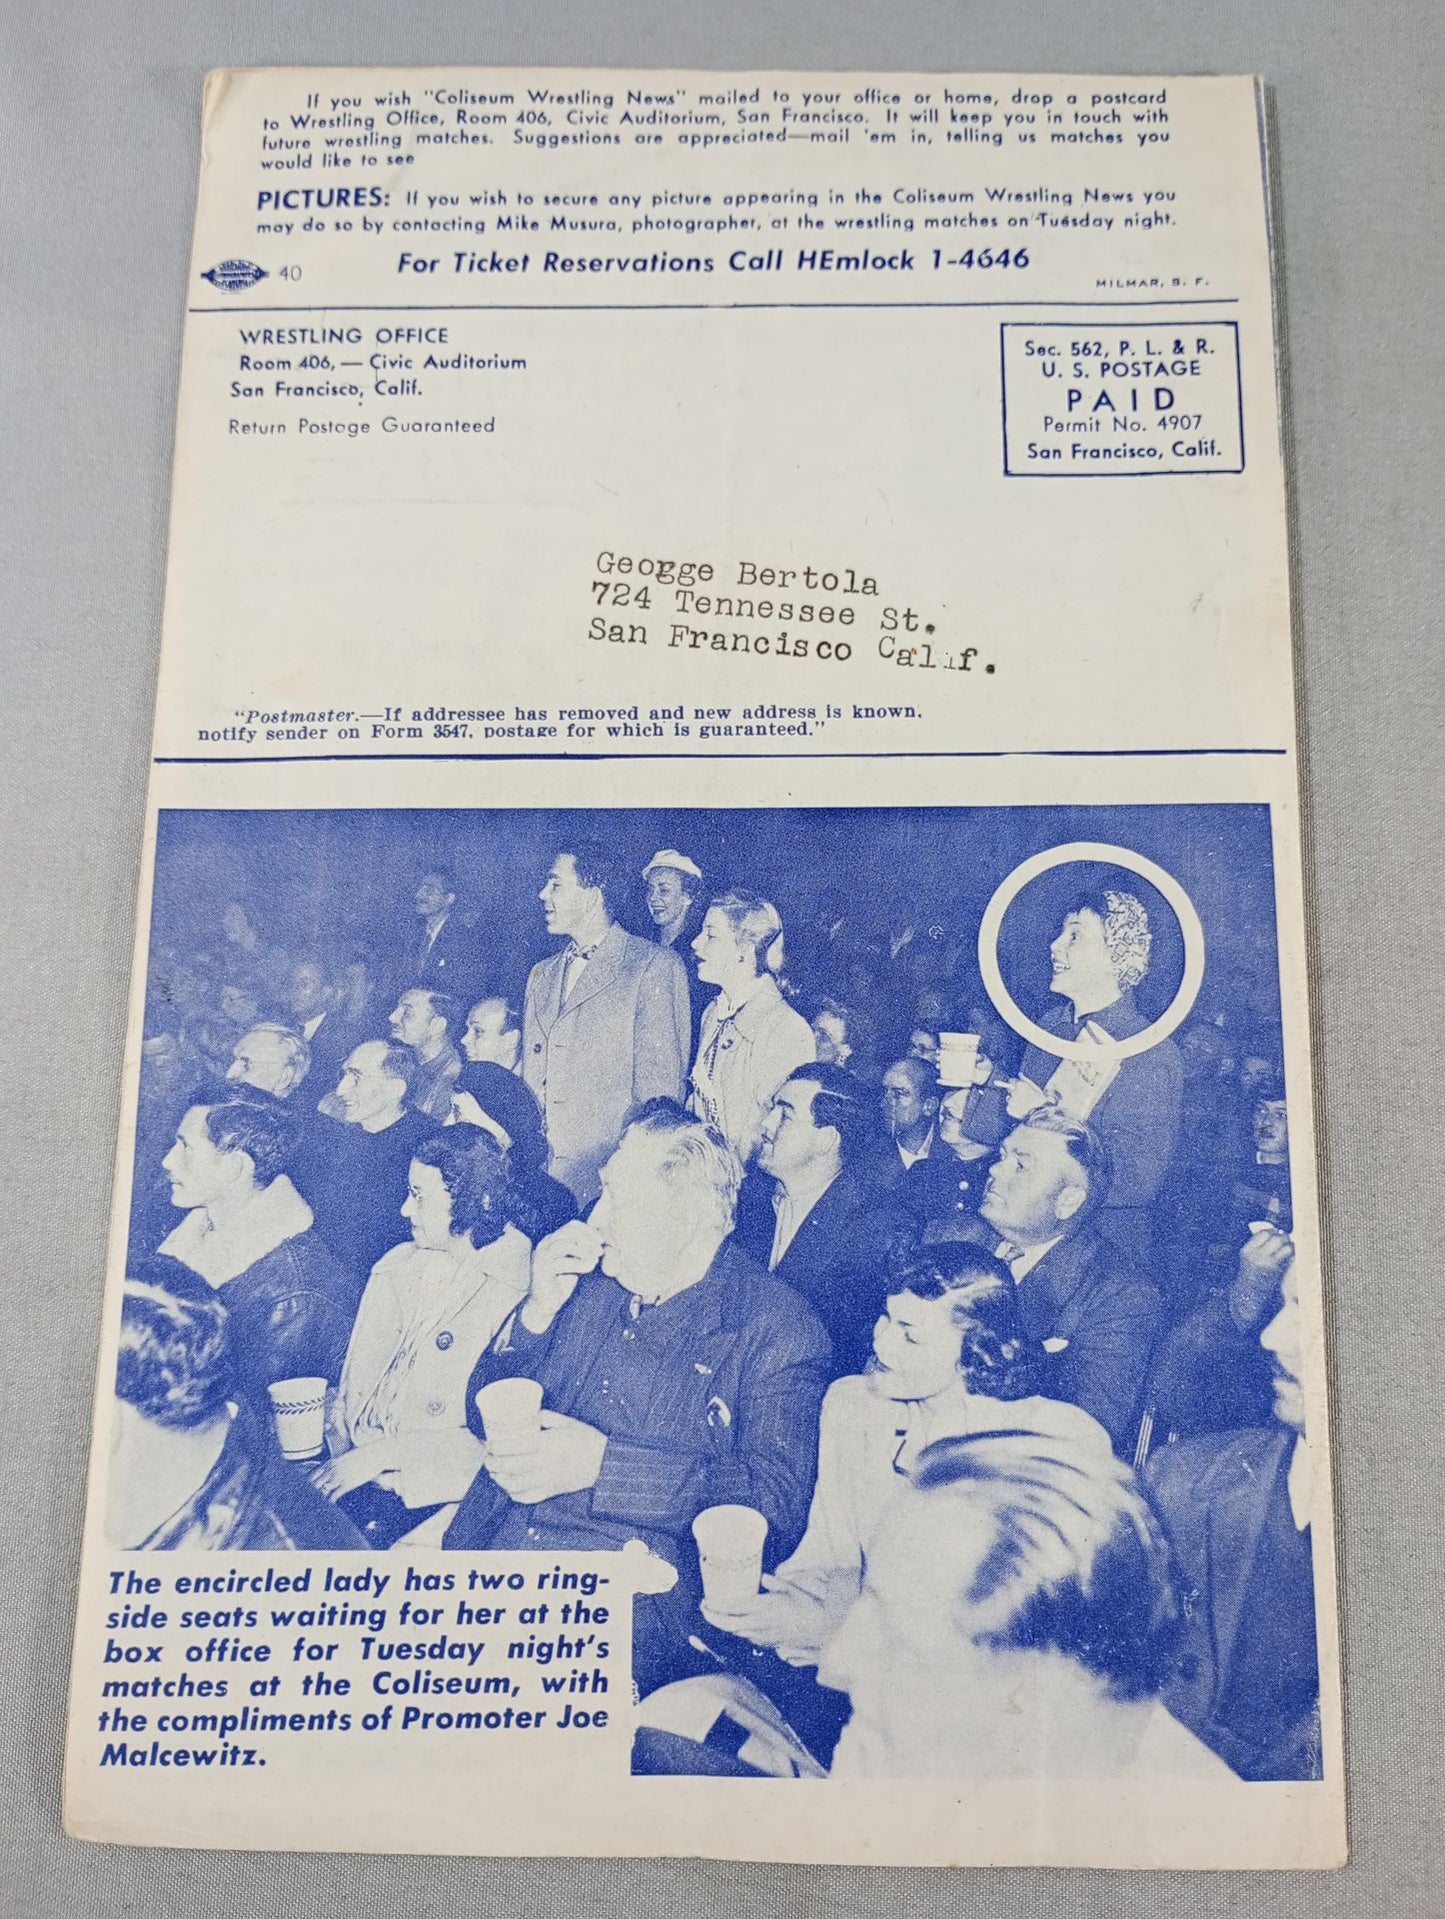 If you wish "Coliseum Wrestling News" mailed to your office or home, drop a postcard
to Wrestling Office, Room 406, Civic Auditorium, San Francisco. It will keep you in touch with
future wrestling matches. Suggestions are appreciated—mail 'em in, telling us matches you
would like to see
PICTURES: If you wish to secure any picture appearing in the Coliseum Wrestling News you
may do so by contacting Mike Musura, photographer, at the wrestling matches on Tuesday night.
For Ticket Reservations Call HEmlock 1-4646
40
MILMAR, S. F.
WRESTLING OFFICE
Room 406, — Civic Auditorium
San Francisco, Calif.
Return Postage Guaranteed
Sec. 562, P. L. & R.
U. S. POSTAGE
PAID
Permit No. 4907
San Francisco, Calif.
George Bertola
724 Tennessee St.
San Francisco Calif.
"Postmaster.—If addressee has removed and new address is known,
notify sender on Form 3547, postage for which is guaranteed."
The encircled lady has two ring-
side seats waiting for her at the
box office for Tuesday night's
matches at the Coliseum, with
the compliments of Promoter Joe
Malcewitz.